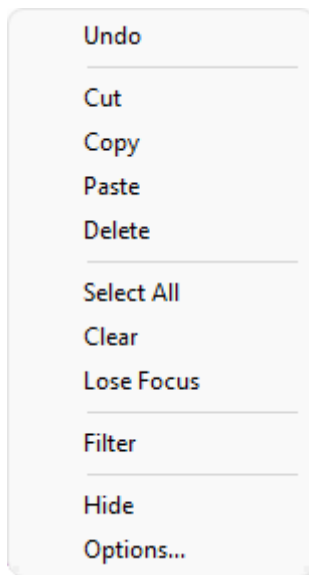 Undo
Cut
Copy
Paste
Delete
Select All
Clear
Lose Focus
Filter
Hide
Options...